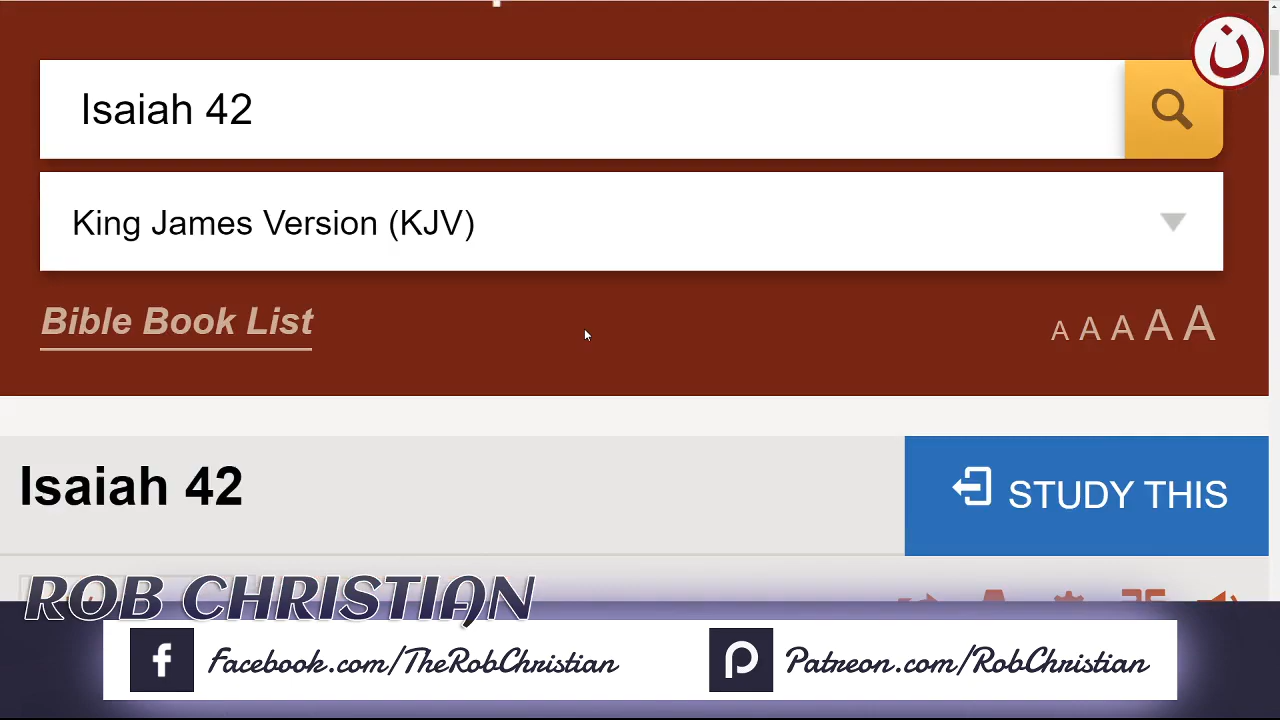 Isaiah 42
King James Version (KJV)
Bible Book List
A A A A A
Isaiah 42
STUDY THIS
ROB CHRISTIAN
Facebook.com/TheRobChristian
Patreon.com/RobChristian
ن